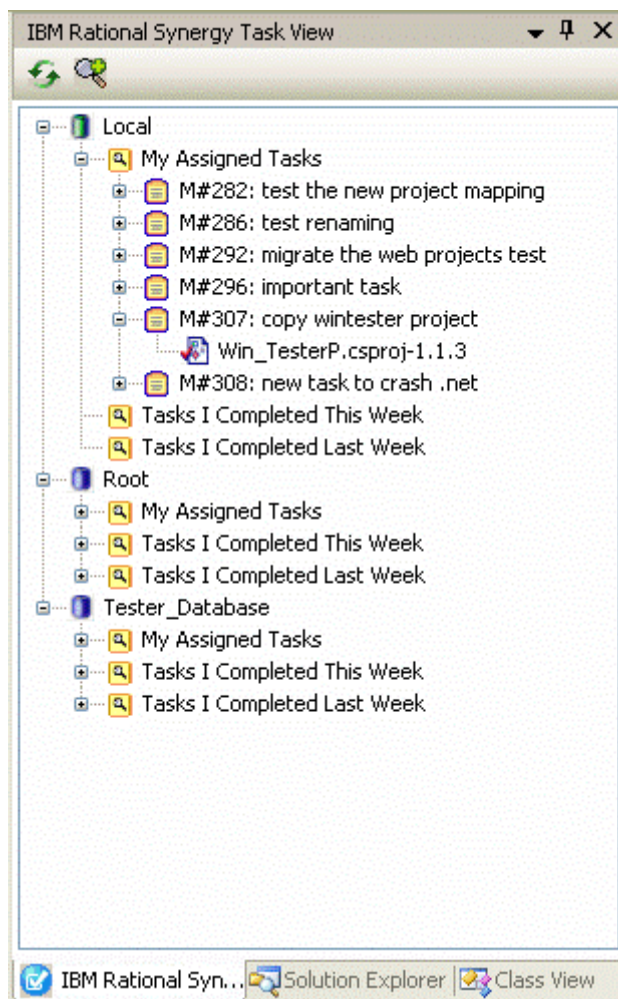 IBM Rational Synergy Task View
Local
My Assigned Tasks
M#282: test the new project mapping
M#286: test renaming
M#292: migrate the web projects test
M#296: important task
M#307: copy wintester project
Win_TesterP.csproj-1.1.3
M#308: new task to crash .net
Tasks I Completed This Week
Tasks I Completed Last Week
Root
My Assigned Tasks
Tasks I Completed This Week
Tasks I Completed Last Week
Tester_Database
My Assigned Tasks
Tasks I Completed This Week
Tasks I Completed Last Week
IBM Rational Syn... Solution Explorer Class View